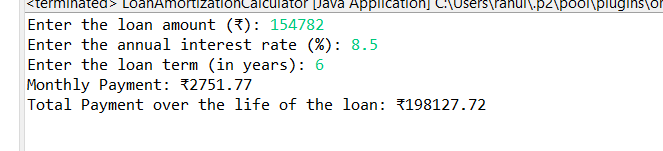 <terminated> LoanAmortizationCalculator [Java Application] C:\Users\rahul\.p2\pool\plugins\or
Enter the loan amount (₹): 154782
Enter the annual interest rate (%): 8.5
Enter the loan term (in years): 6
Monthly Payment: ₹2751.77
Total Payment over the life of the loan: ₹198127.72